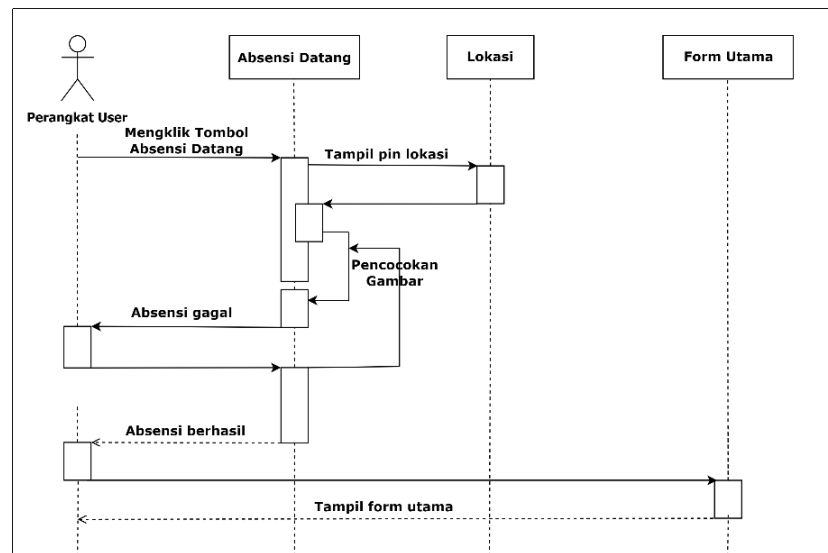 Absensi Datang
Lokasi
Form Utama
Perangkat User
Mengklik Tombol
Absensi Datang
Tampil pin lokasi
Pencocokan
Gambar
Absensi gagal
Absensi berhasil
Tampil form utama